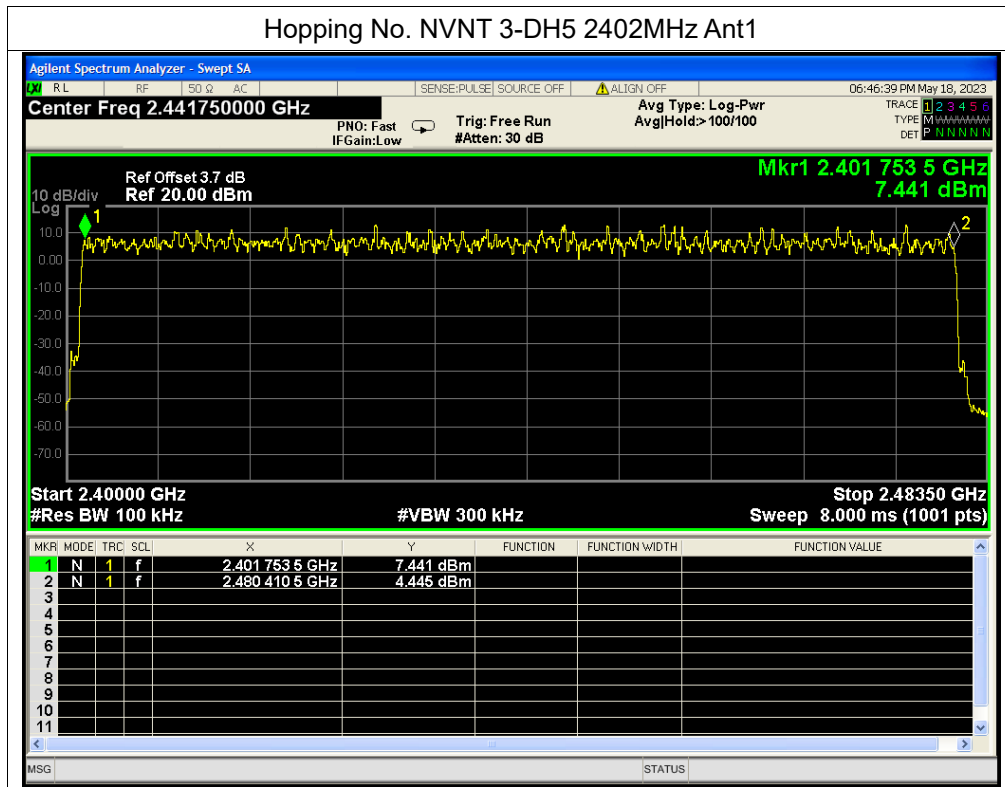 Hopping No. NVNT 3-DH5 2402MHz Ant1
Agilent Spectrum Analyzer - Swept SA
RL RF 50 Ω AC SENSE:PULSE SOURCE OFF ALIGN OFF 06:46:39 PM May 18, 2023
Center Freq 2.441750000 GHz Avg Type: Log-Pwr TRACE 1 2 3 4 5 6
PNO: Fast Trig: Free Run Avg|Hold:> 100/100 TYPE M WWWWW
IFGain:Low #Atten: 30 dB DET P N N N N N
Mkr1 2.401 753 5 GHz
Ref Offset 3.7 dB 7.441 dBm
10 dB/div Ref 20.00 dBm
Log
1
2
10.0
0.00
-10.0
-20.0
-30.0
-40.0
-50.0
-60.0
-70.0
Start 2.40000 GHz Stop 2.48350 GHz
#Res BW 100 kHz #VBW 300 kHz Sweep 8.000 ms (1001 pts)
MKR MODE TRC SCL X Y FUNCTION FUNCTION WIDTH FUNCTION VALUE
1 N 1 f 2.401 753 5 GHz 7.441 dBm
2 N 1 f 2.480 410 5 GHz 4.445 dBm
3
4
5
6
7
8
9
10
11
MSG STATUS